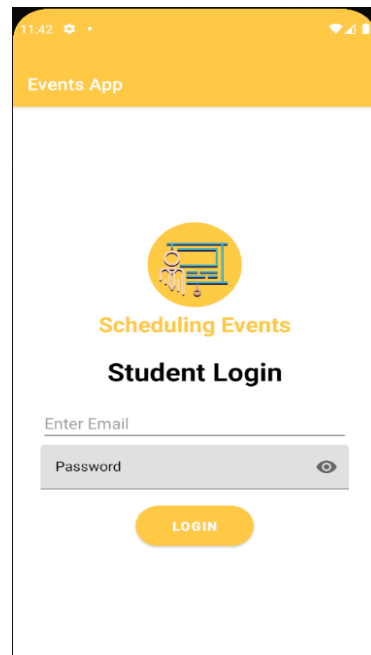 11:42
Events App
Scheduling Events
Student Login
Enter Email
Password
LOGIN